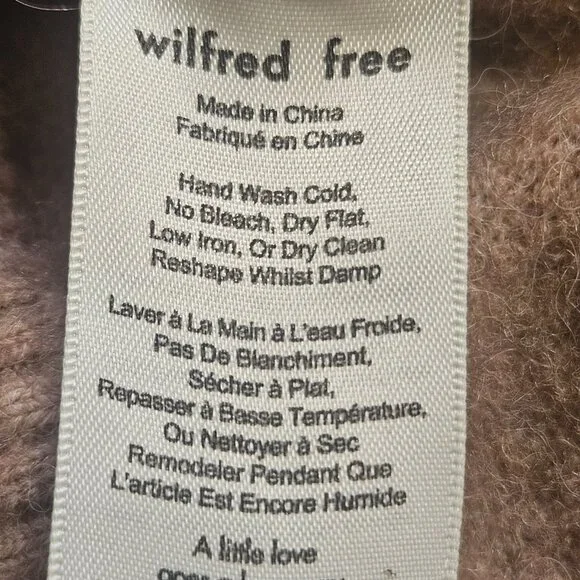 wilfred free
Made in China
Fabriqué en Chine
Hand Wash Cold,
No Bleach, Dry Flat,
Low Iron, Or Dry Clean
Reshape Whilst Damp
Laver à La Main à L'eau Froide,
Pas De Blanchiment,
Sécher à Plat,
Repasser à Basse Température,
Ou Nettoyer à Sec
Remodeler Pendant Que
L'article Est Encore Humide
A little love
goes a